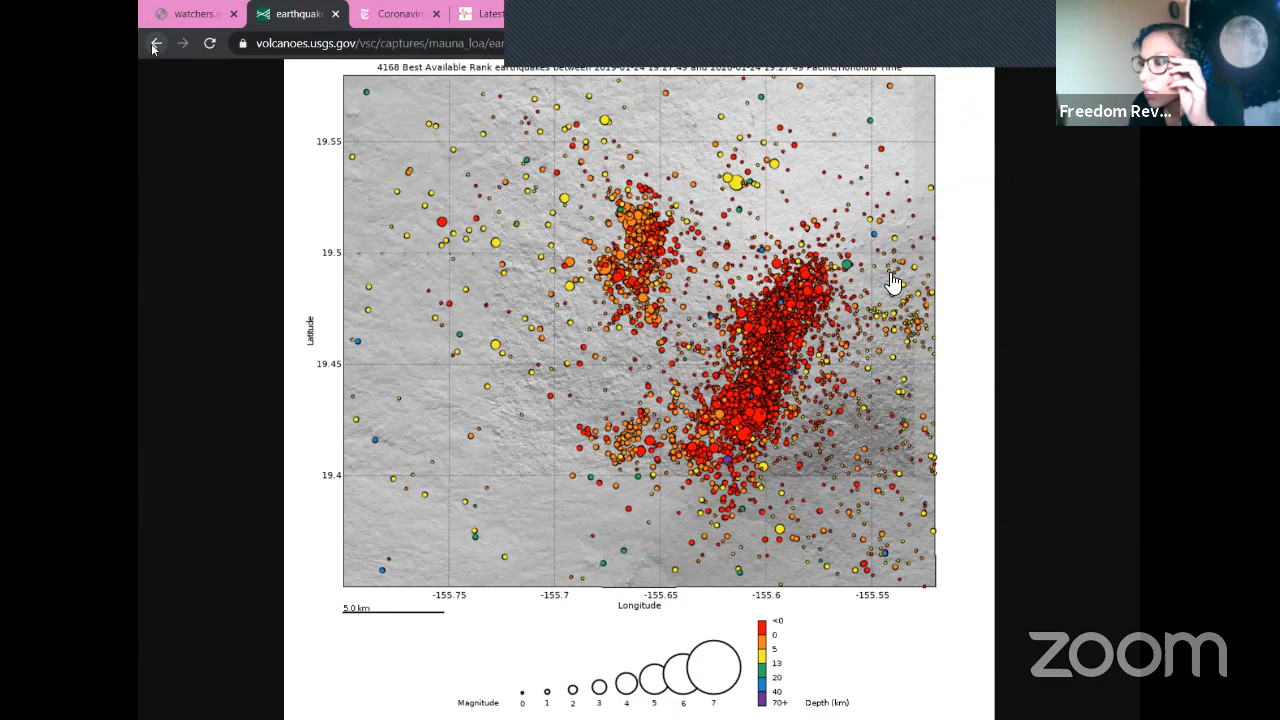 watchers.n
earthquak
Coronavir
Latest
volcanoes.usgs.gov/vsc/captures/mauna_loa/ear
Freedom Rev...
4168 Best Available Rank earthquakes between 2019-01-24 19:27:49 and 2020-01-24 19:27:49 Pacific/Honolulu Time
19.55
19.5
19.45
19.4
Latitude
-155.75 -155.7 -155.65 -155.6 -155.55
Longitude
5.0 km
<0
0
5
13
20
40
70+
Magnitude 0 1 2 3 4 5 6 7
Depth (km)
zoom